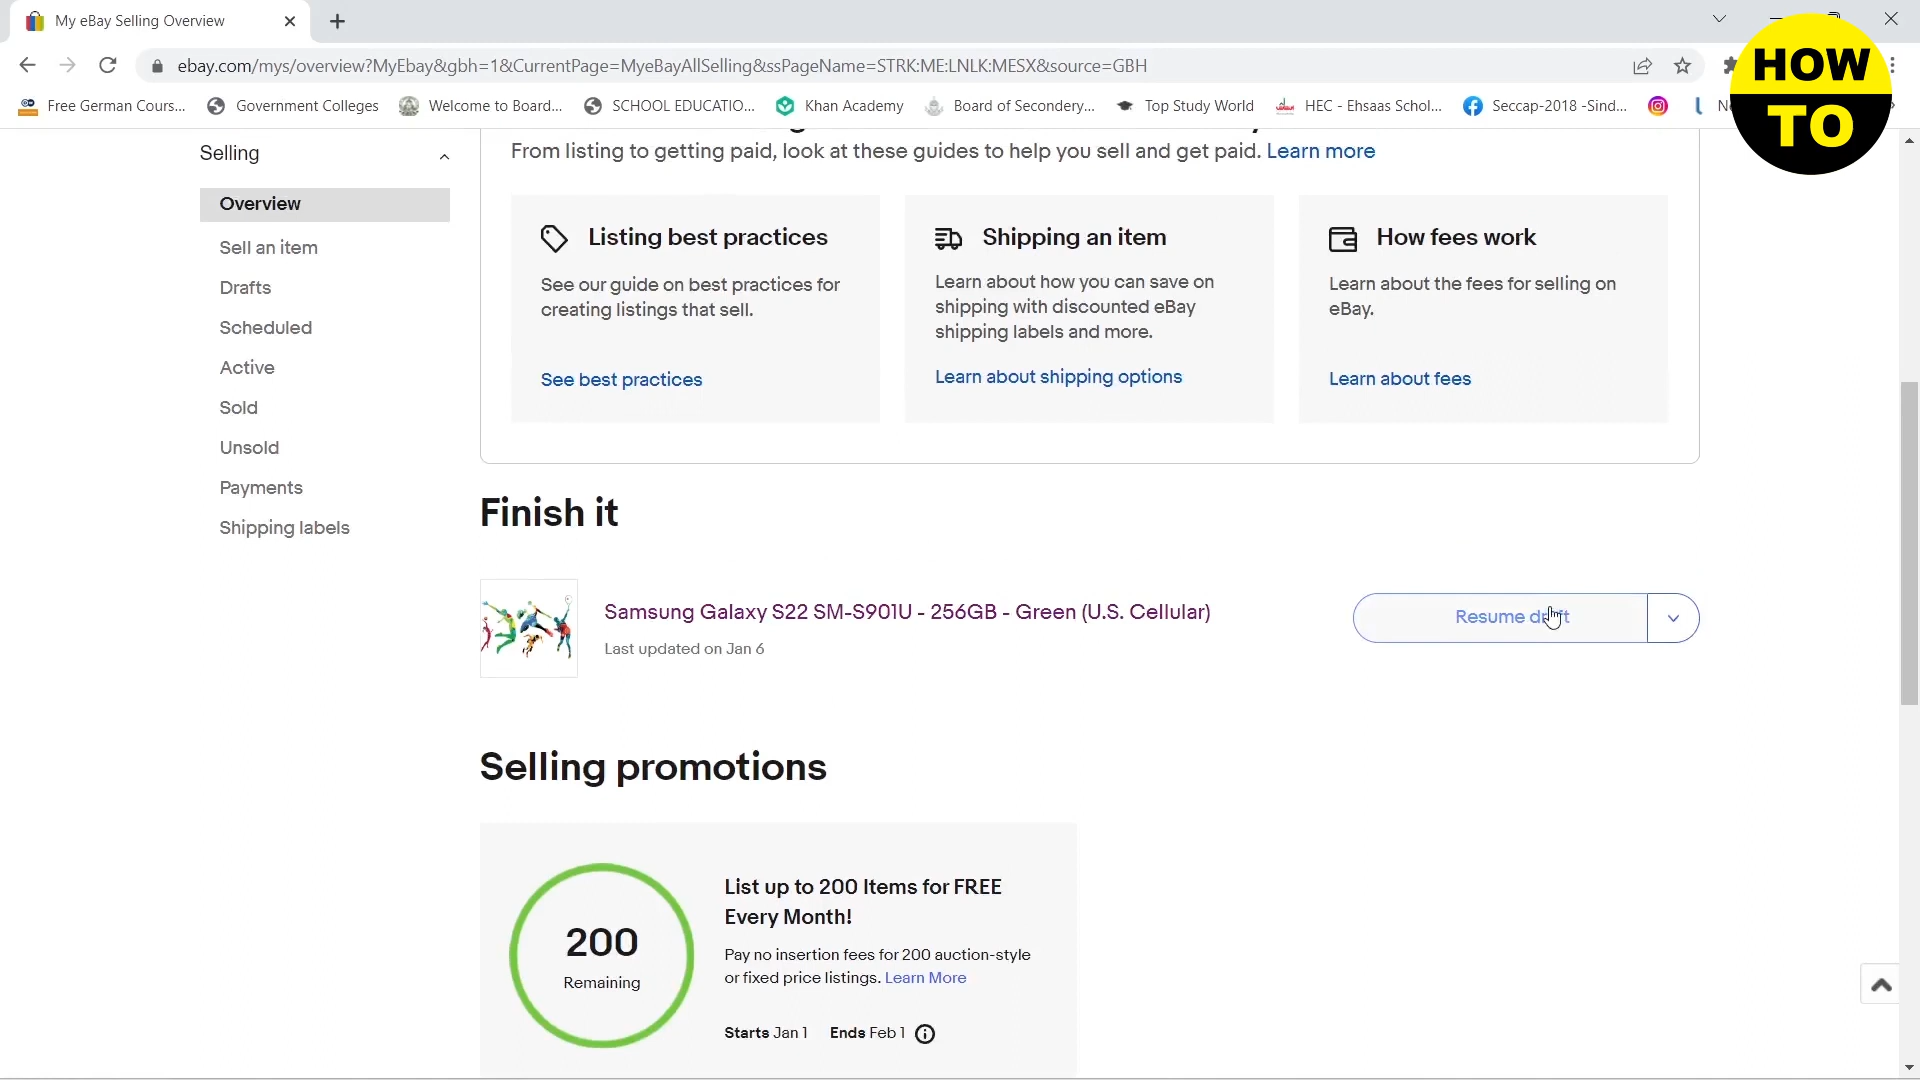 My eBay Selling Overview
ebay.com/mys/overview?MyEbay&gbh=1&CurrentPage=MyeBayAllSelling&ssPageName=STRK:ME:LNLK:MESX&source=GBH
HOW
TO
Free German Cours...
Government Colleges
Welcome to Board...
SCHOOL EDUCATIO...
Khan Academy
Board of Secondery...
Top Study World
HEC - Ehsaas Schol...
Seccap-2018 -Sind...
Selling
Overview
Sell an item
Drafts
Scheduled
Active
Sold
Unsold
Payments
Shipping labels
From listing to getting paid, look at these guides to help you sell and get paid. Learn more
Listing best practices
See our guide on best practices for
creating listings that sell.
See best practices
Shipping an item
Learn about how you can save on
shipping with discounted eBay
shipping labels and more.
Learn about shipping options
How fees work
Learn about the fees for selling on
eBay.
Learn about fees
Finish it
Samsung Galaxy S22 SM-S901U - 256GB - Green (U.S. Cellular)
Last updated on Jan 6
Resume draft
Selling promotions
200
Remaining
List up to 200 Items for FREE
Every Month!
Pay no insertion fees for 200 auction-style
or fixed price listings. Learn More
Starts Jan 1 Ends Feb 1